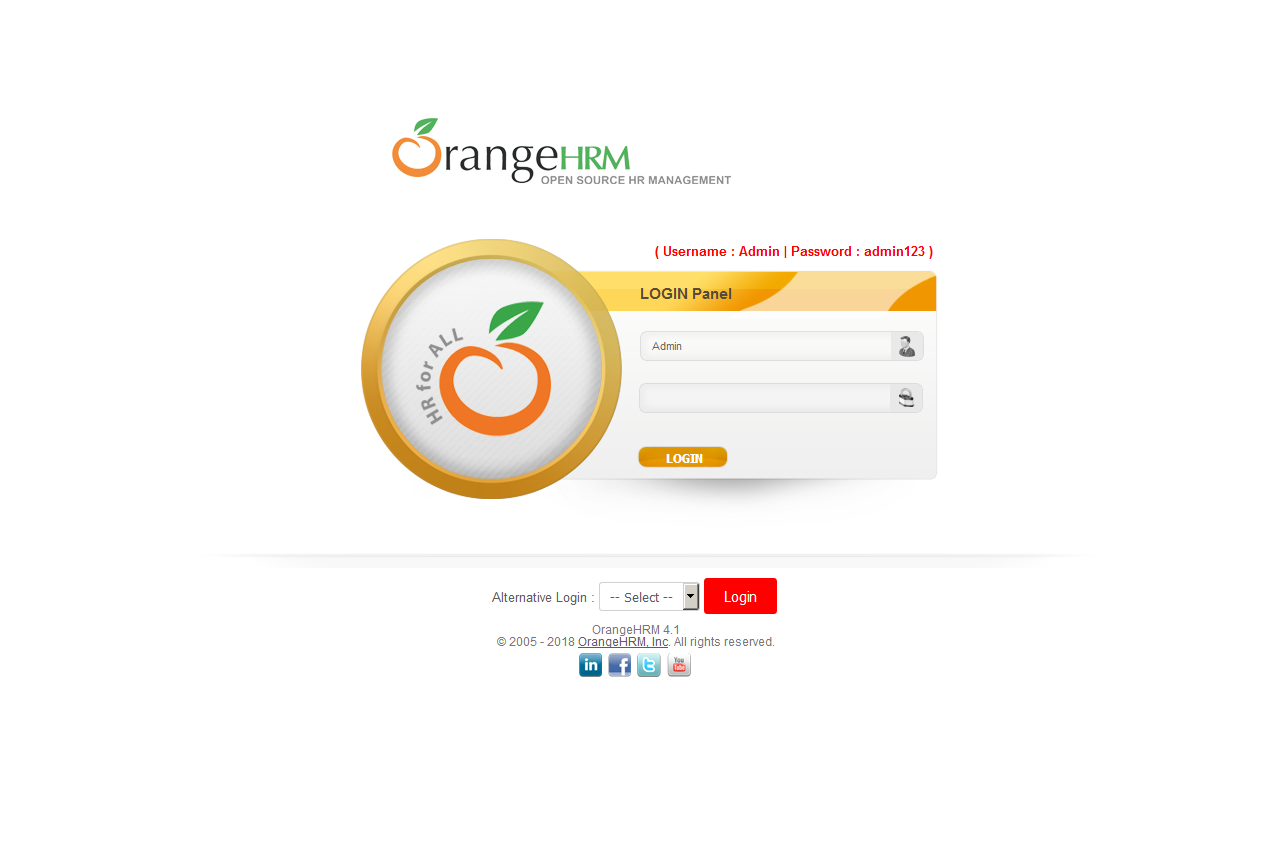 OrangeHRM
OPEN SOURCE HR MANAGEMENT
( Username : Admin | Password : admin123 )
LOGIN Panel
HR for ALL
Admin
LOGIN
Alternative Login : -- Select -- Login
OrangeHRM 4.1
© 2005 - 2018 OrangeHRM, Inc. All rights reserved.
in f t You Tube